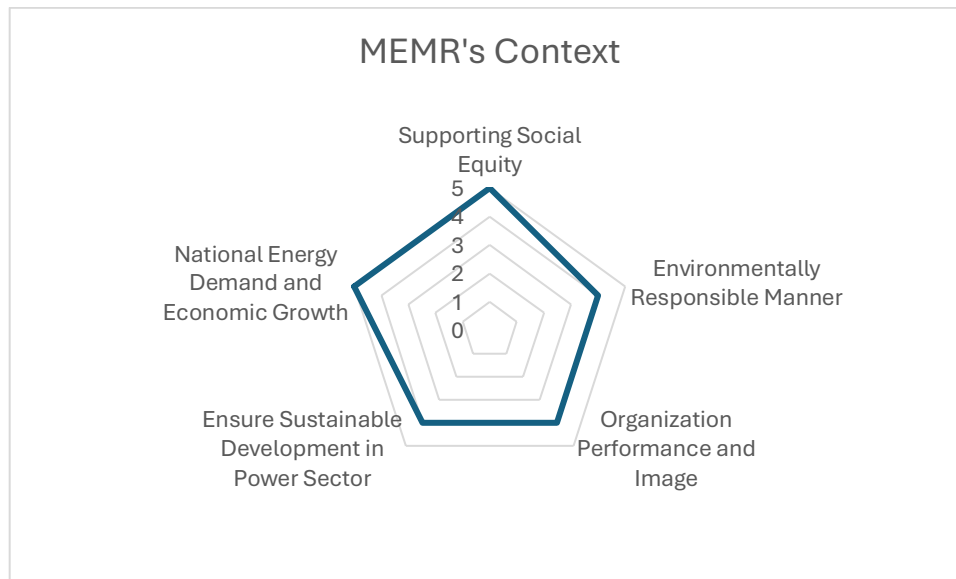 MEMR's Context
Supporting Social
Equity
5
4
3
2
1
0
Environmentally
Responsible Manner
Organization
Performance and
Image
Ensure Sustainable
Development in
Power Sector
National Energy
Demand and
Economic Growth